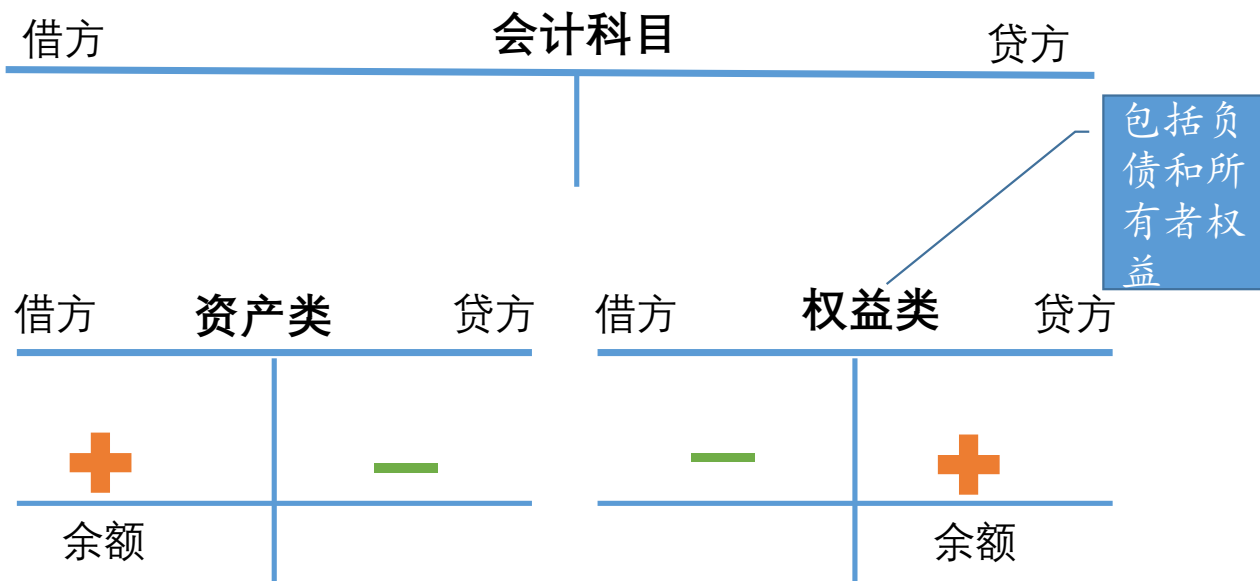 借方 会计科目 贷方
包括负
债和所
有者权
益
借方 资产类 贷方 借方 权益类 贷方
余额 余额